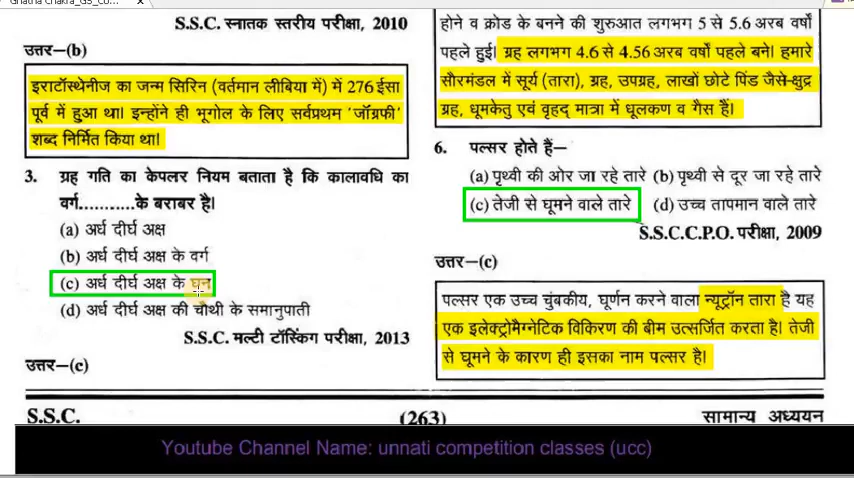 Ghatna Chakra_GS_Co...
S.S.C. स्नातक स्तरीय परीक्षा, 2010
उत्तर–(b)
इराटॉस्थेनीज का जन्म सिरिन (वर्तमान लीबिया में) में 276 ईसा
पूर्व में हुआ था। इन्होंने ही भूगोल के लिए सर्वप्रथम 'जॉग्रफी'
शब्द निर्मित किया था।
3. ग्रह गति का केपलर नियम बताता है कि कालावधि का
वर्ग...........के बराबर है।
(a) अर्ध दीर्घ अक्ष
(b) अर्ध दीर्घ अक्ष के वर्ग
(c) अर्ध दीर्घ अक्ष के घन
(d) अर्ध दीर्घ अक्ष की चौथी के समानुपाती
S.S.C. मल्टी टॉस्किंग परीक्षा, 2013
उत्तर–(c)
होने व क्रोड के बनने की शुरुआत लगभग 5 से 5.6 अरब वर्षों
पहले हुई। ग्रह लगभग 4.6 से 4.56 अरब वर्षों पहले बने। हमारे
सौरमंडल में सूर्य (तारा), ग्रह, उपग्रह, लाखों छोटे पिंड जैसे-क्षुद्र
ग्रह, धूमकेतु एवं वृहद् मात्रा में धूलकण व गैस हैं।
6. पल्सर होते हैं–
(a) पृथ्वी की ओर जा रहे तारे (b) पृथ्वी से दूर जा रहे तारे
(c) तेजी से घूमने वाले तारे (d) उच्च तापमान वाले तारे
S.S.C.C.P.O. परीक्षा, 2009
उत्तर–(c)
पल्सर एक उच्च चुंबकीय, घूर्णन करने वाला न्यूट्रॉन तारा है यह
एक इलेक्ट्रोमैग्नेटिक विकिरण की बीम उत्सर्जित करता है। तेजी
से घूमने के कारण ही इसका नाम पल्सर है।
S.S.C. (263) सामान्य अध्ययन
Youtube Channel Name: unnati competition classes (ucc)